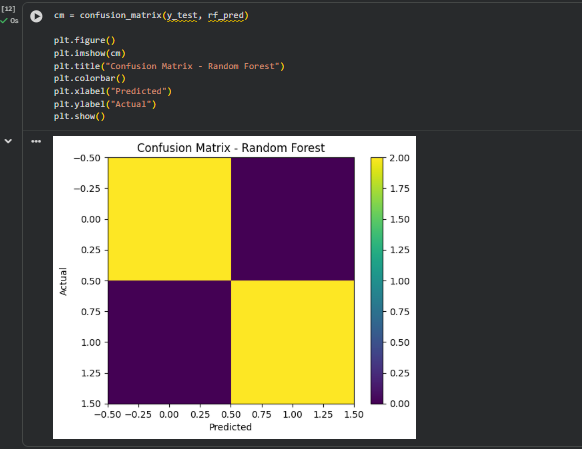 [12]
0s
cm = confusion_matrix(y_test, rf_pred)
plt.figure()
plt.imshow(cm)
plt.title("Confusion Matrix - Random Forest")
plt.colorbar()
plt.xlabel("Predicted")
plt.ylabel("Actual")
plt.show()
Confusion Matrix - Random Forest
Actual
−0.50
−0.25
0.00
0.25
0.50
0.75
1.00
1.25
1.50
−0.50 −0.25 0.00 0.25 0.50 0.75 1.00 1.25 1.50
Predicted
2.00
1.75
1.50
1.25
1.00
0.75
0.50
0.25
0.00